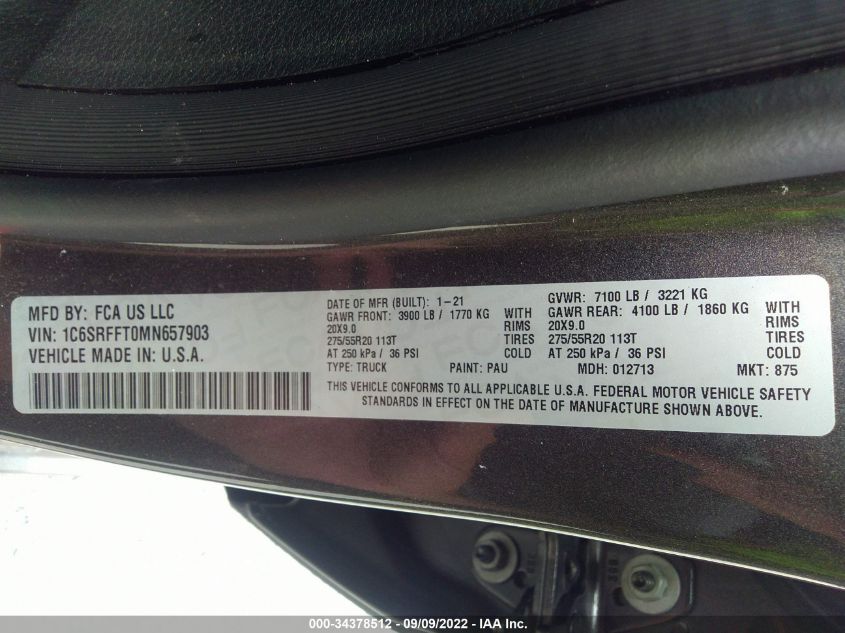 MFD BY: FCA US LLC
VIN: 1C6SRFFT0MN657903
VEHICLE MADE IN U.S.A.
DATE OF MFR (BUILT): 1-21
GVWR: 7100 LB / 3221 KG
GAWR FRONT: 3900 LB / 1770 KG WITH
GAWR REAR: 4100 LB / 1860 KG WITH
20X9.0 RIMS 20X9.0 RIMS
275/55R20 113T TIRES 275/55R20 113T TIRES
AT 250 kPa / 36 PSI COLD AT 250 kPa / 36 PSI COLD
TYPE: TRUCK PAINT: PAU MDH: 012713 MKT: 875
THIS VEHICLE CONFORMS TO ALL APPLICABLE U.S.A. FEDERAL MOTOR VEHICLE SAFETY
STANDARDS IN EFFECT ON THE DATE OF MANUFACTURE SHOWN ABOVE.
000-34378512 - 09/09/2022 - IAA Inc.